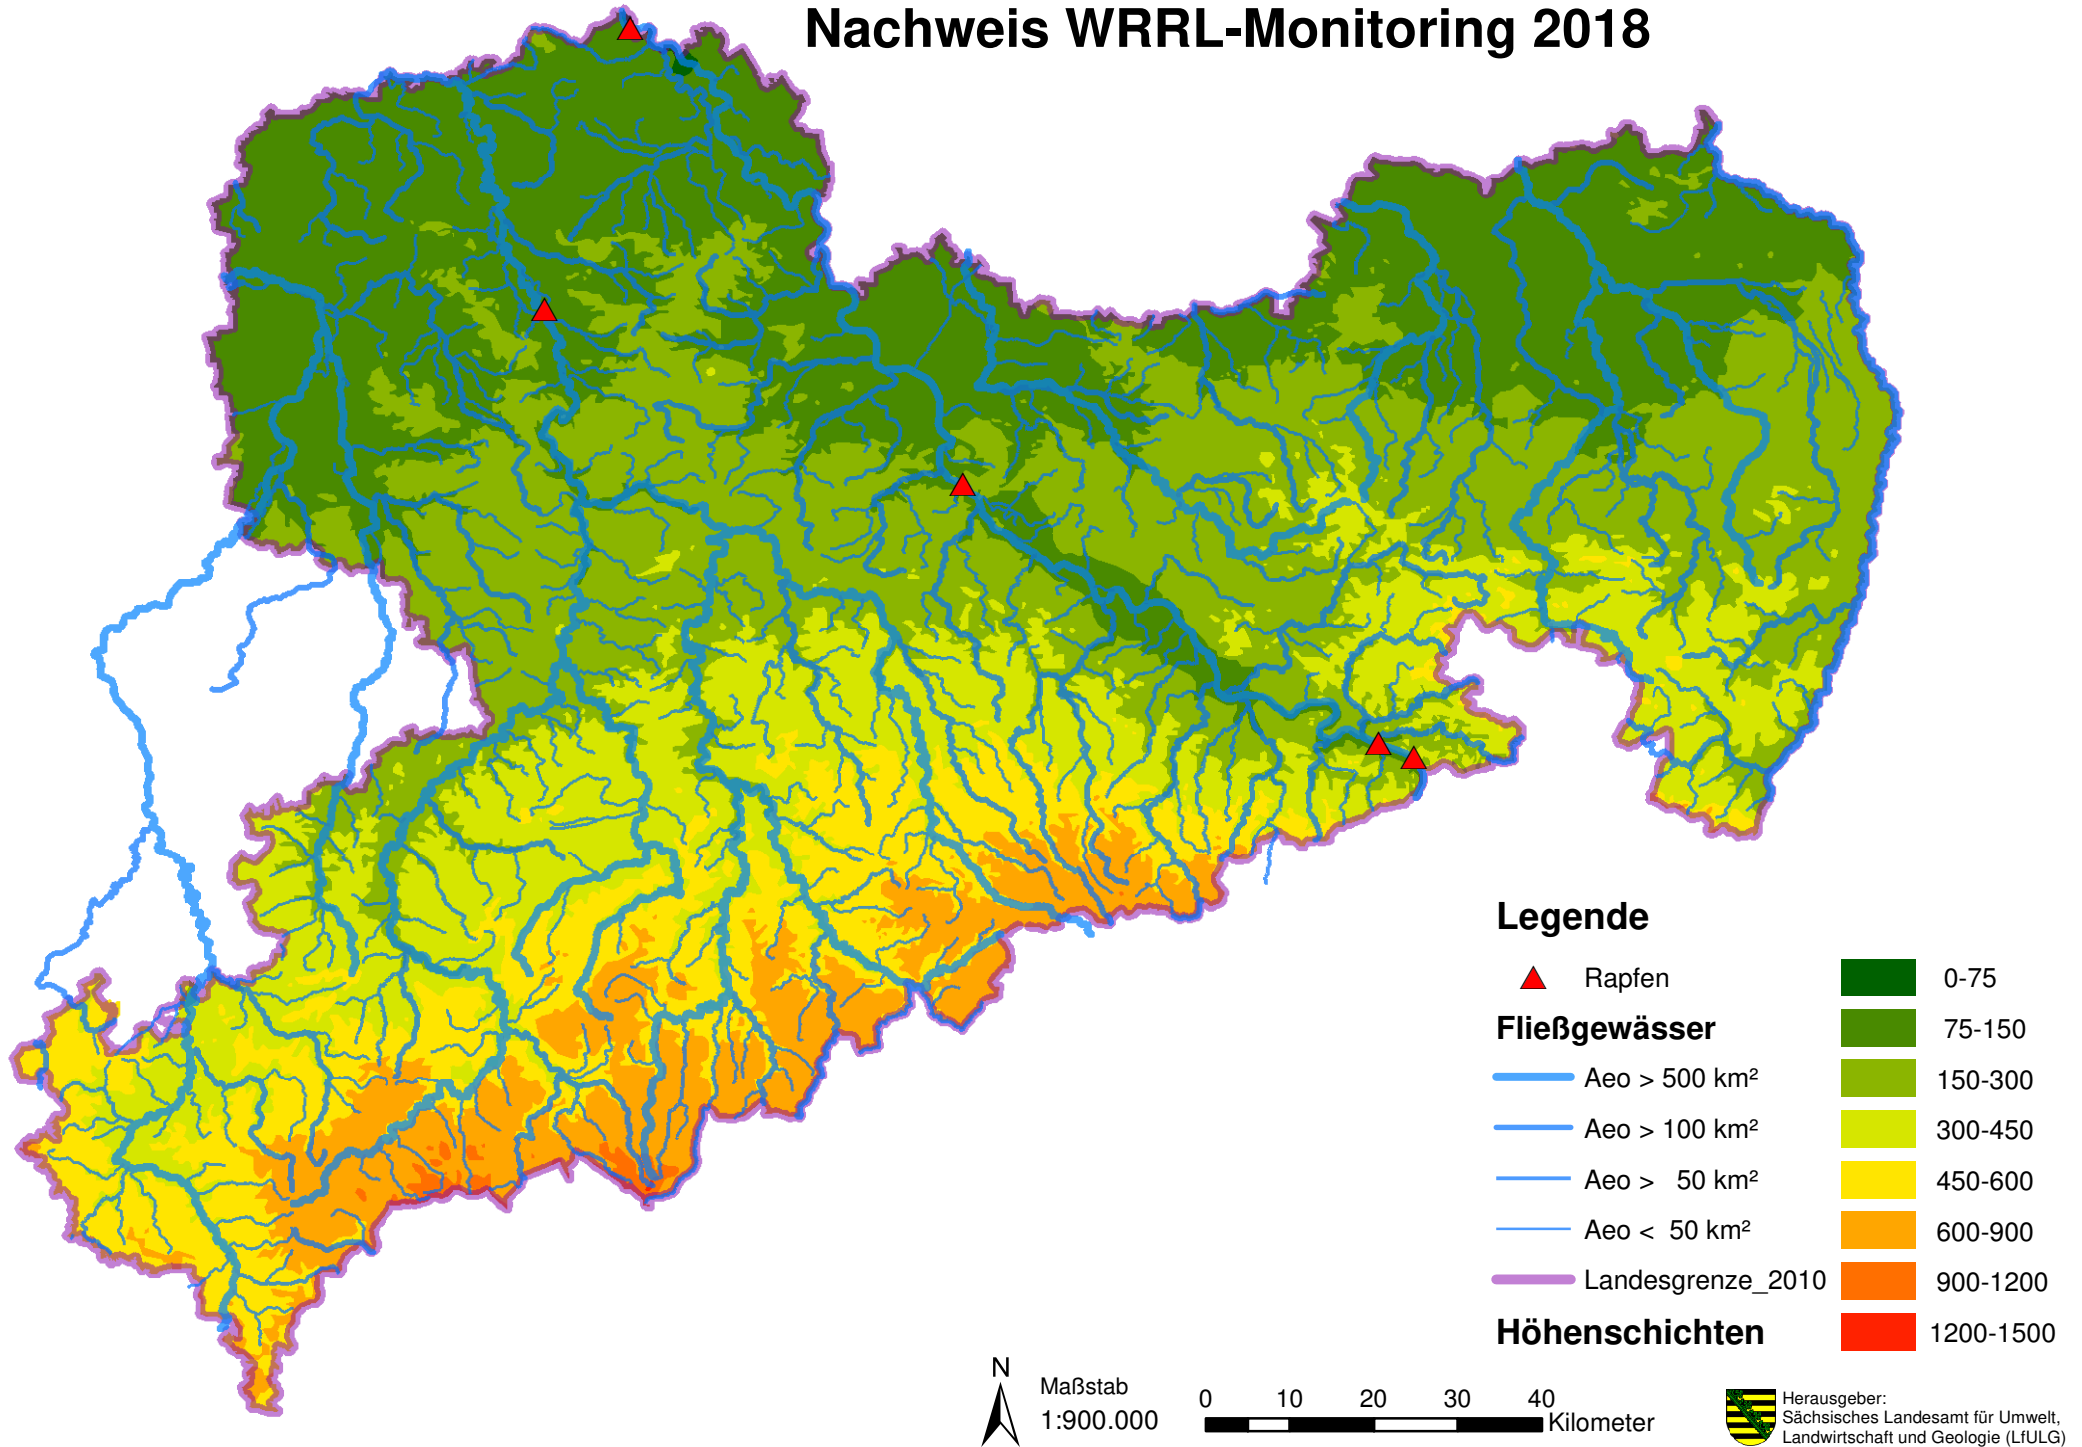 Nachweis WRRL-Monitoring 2018
Legende
Rapfen
Fließgewässer
Aeo > 500 km²
Aeo > 100 km²
Aeo > 50 km²
Aeo < 50 km²
Landesgrenze_2010
Höhenschichten
0-75
75-150
150-300
300-450
450-600
600-900
900-1200
1200-1500
N
Maßstab
1:900.000
0 10 20 30 40
Kilometer
Herausgeber:
Sächsisches Landesamt für Umwelt,
Landwirtschaft und Geologie (LfULG)